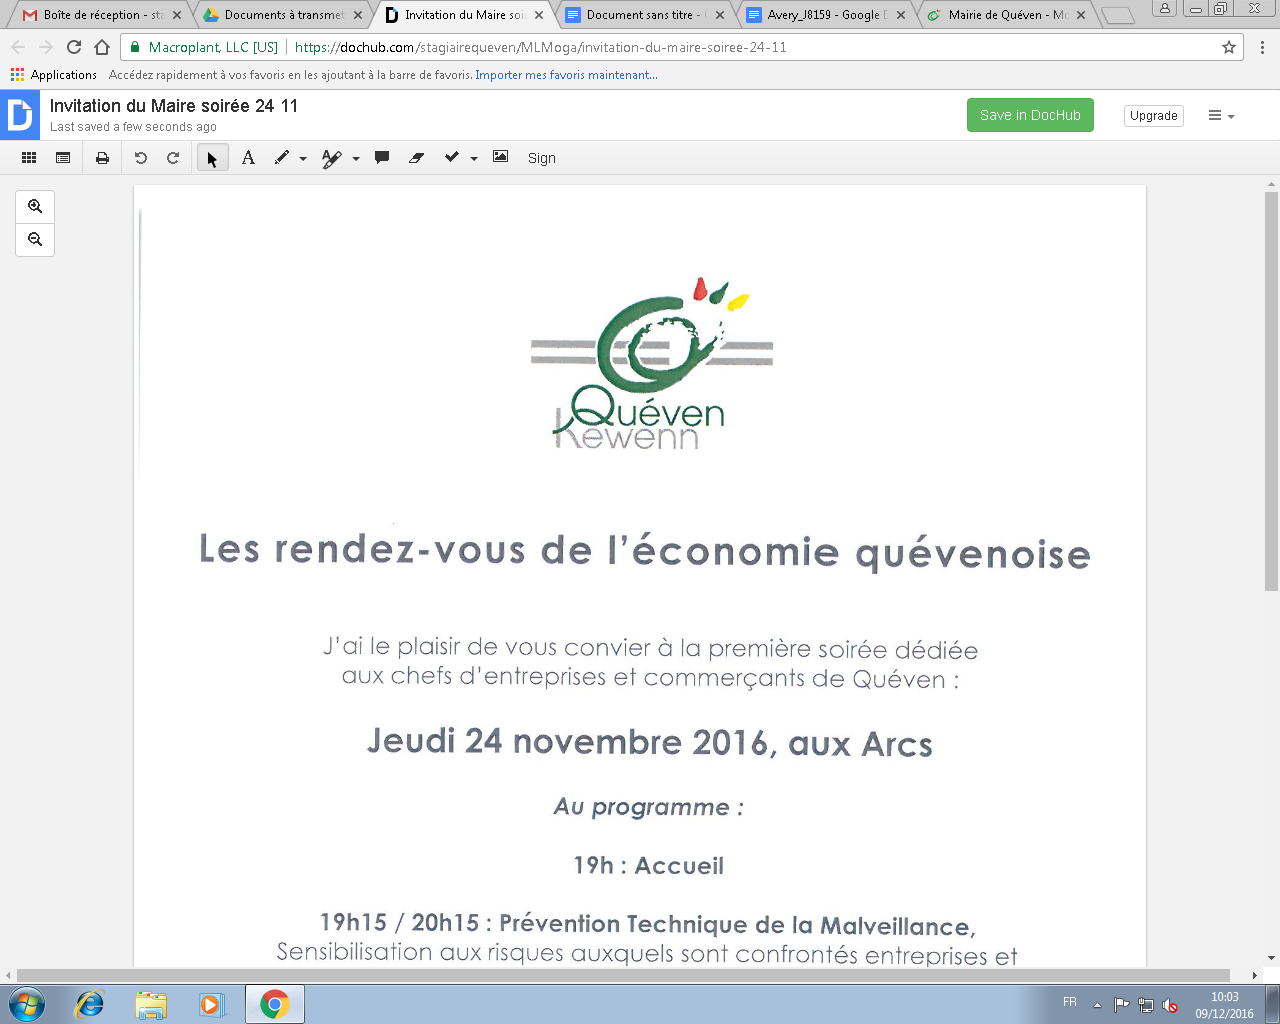 Boîte de réception - sta
Documents à transmet
Invitation du Maire soi
Document sans titre -
Avery_J8159 - Google D
Mairie de Quéven - Mo
Macroplant, LLC [US]
https://dochub.com/stagiairequeven/MLMoga/invitation-du-maire-soiree-24-11
Applications
Accédez rapidement à vos favoris en les ajoutant à la barre de favoris. Importer mes favoris maintenant...
Invitation du Maire soirée 24 11
Last saved a few seconds ago
Save in DocHub
Upgrade
Sign
Quéven
Kewenn
Les rendez-vous de l'économie quévenoise
J'ai le plaisir de vous convier à la première soirée dédiée
aux chefs d'entreprises et commerçants de Quéven :
Jeudi 24 novembre 2016, aux Arcs
Au programme :
19h : Accueil
19h15 / 20h15 : Prévention Technique de la Malveillance,
Sensibilisation aux risques auxquels sont confrontés entreprises et
FR
10:03
09/12/2016